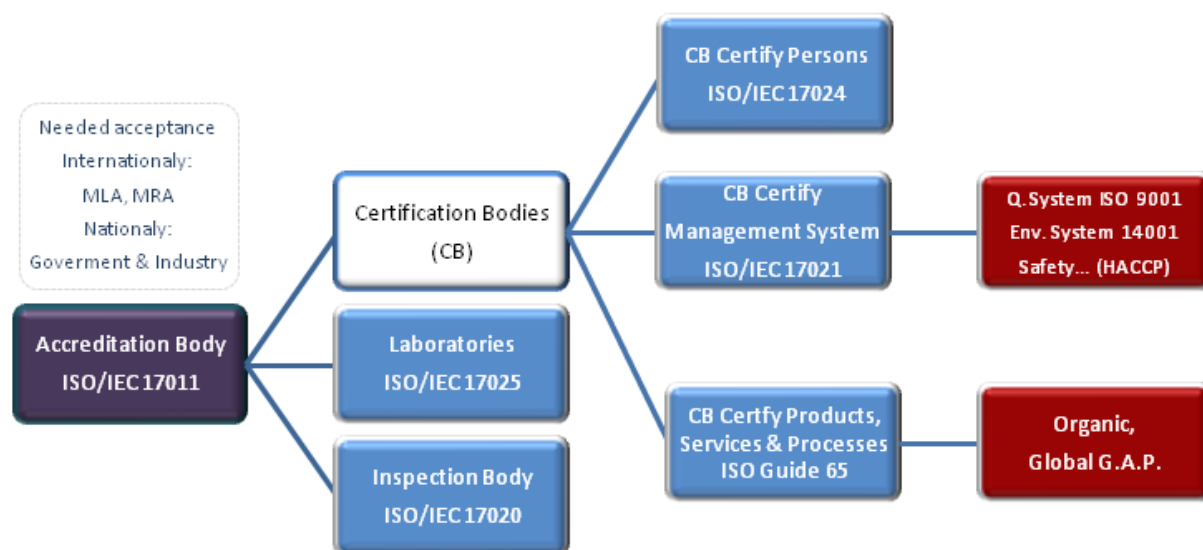 Needed acceptance
Internationaly:
MLA, MRA
Nationaly:
Goverment & Industry
Accreditation Body
ISO/IEC 17011
Certification Bodies
(CB)
Laboratories
ISO/IEC 17025
Inspection Body
ISO/IEC 17020
CB Certify Persons
ISO/IEC 17024
CB Certify
Management System
ISO/IEC 17021
CB Certfy Products,
Services & Processes
ISO Guide 65
Q.System ISO 9001
Env. System 14001
Safety... (HACCP)
Organic,
Global G.A.P.